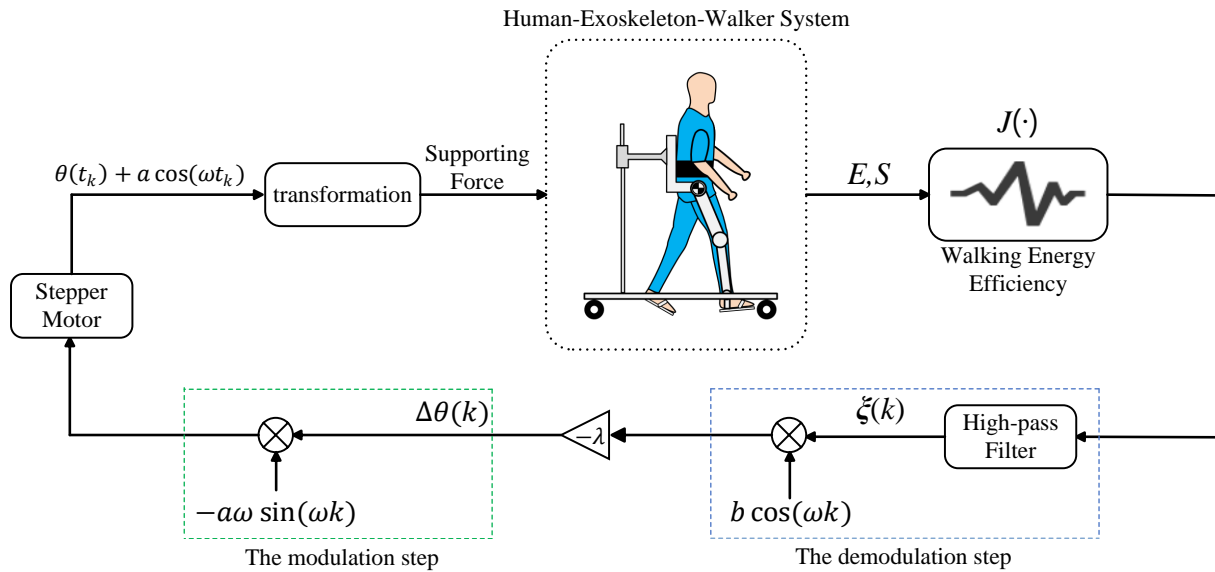 Human-Exoskeleton-Walker System
J(·)
θ(t_k) + a cos(ωt_k)
Supporting
Force
transformation
E,S
Walking Energy
Efficiency
Stepper
Motor
Δθ(k)
−λ
ξ(k)
High-pass
Filter
−aω sin(ωk)
b cos(ωk)
The modulation step
The demodulation step